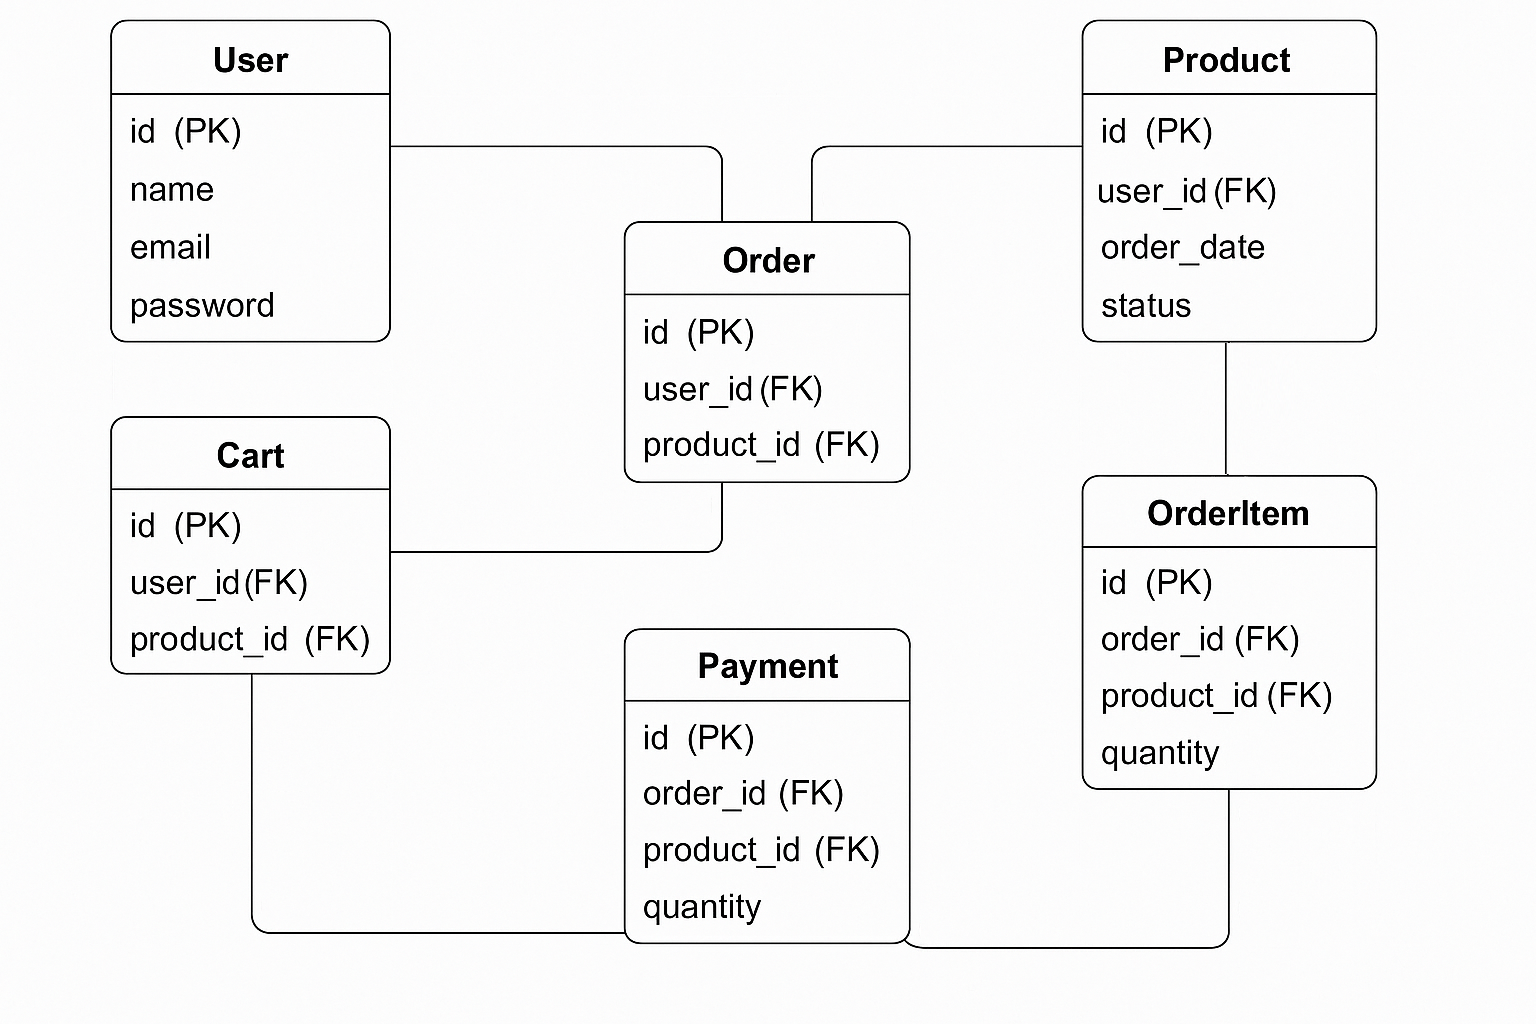 User
id (PK)
name
email
password
Product
id (PK)
user_id (FK)
order_date
status
Order
id (PK)
user_id (FK)
product_id (FK)
Cart
id (PK)
user_id (FK)
product_id (FK)
OrderItem
id (PK)
order_id (FK)
product_id (FK)
quantity
Payment
id (PK)
order_id (FK)
product_id (FK)
quantity